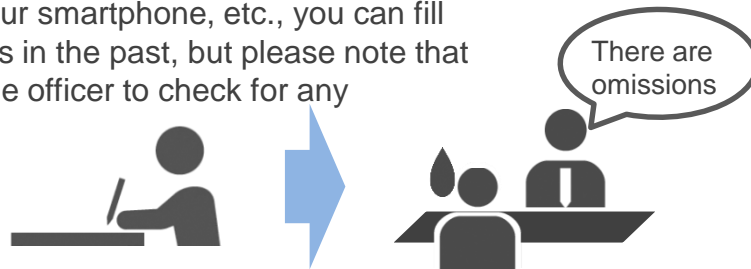 ur smartphone, etc., you can fill
s in the past, but please note that
e officer to check for any
There are
omissions